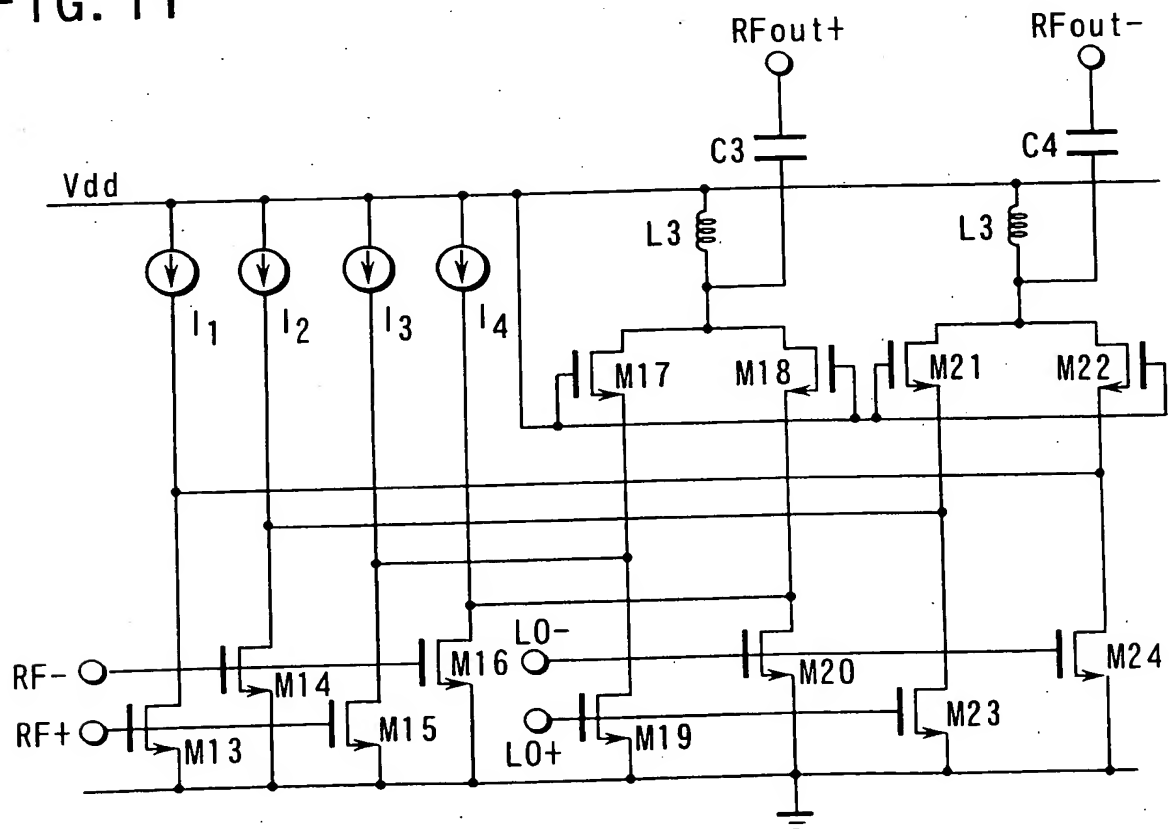 FIG. 11
RFout+
RFout-
C3
C4
Vdd
L3
L3
I1
I2
I3
I4
M17
M18
M21
M22
RF-
M14
M16
LO-
M20
M24
RF+
M13
M15
LO+
M19
M23